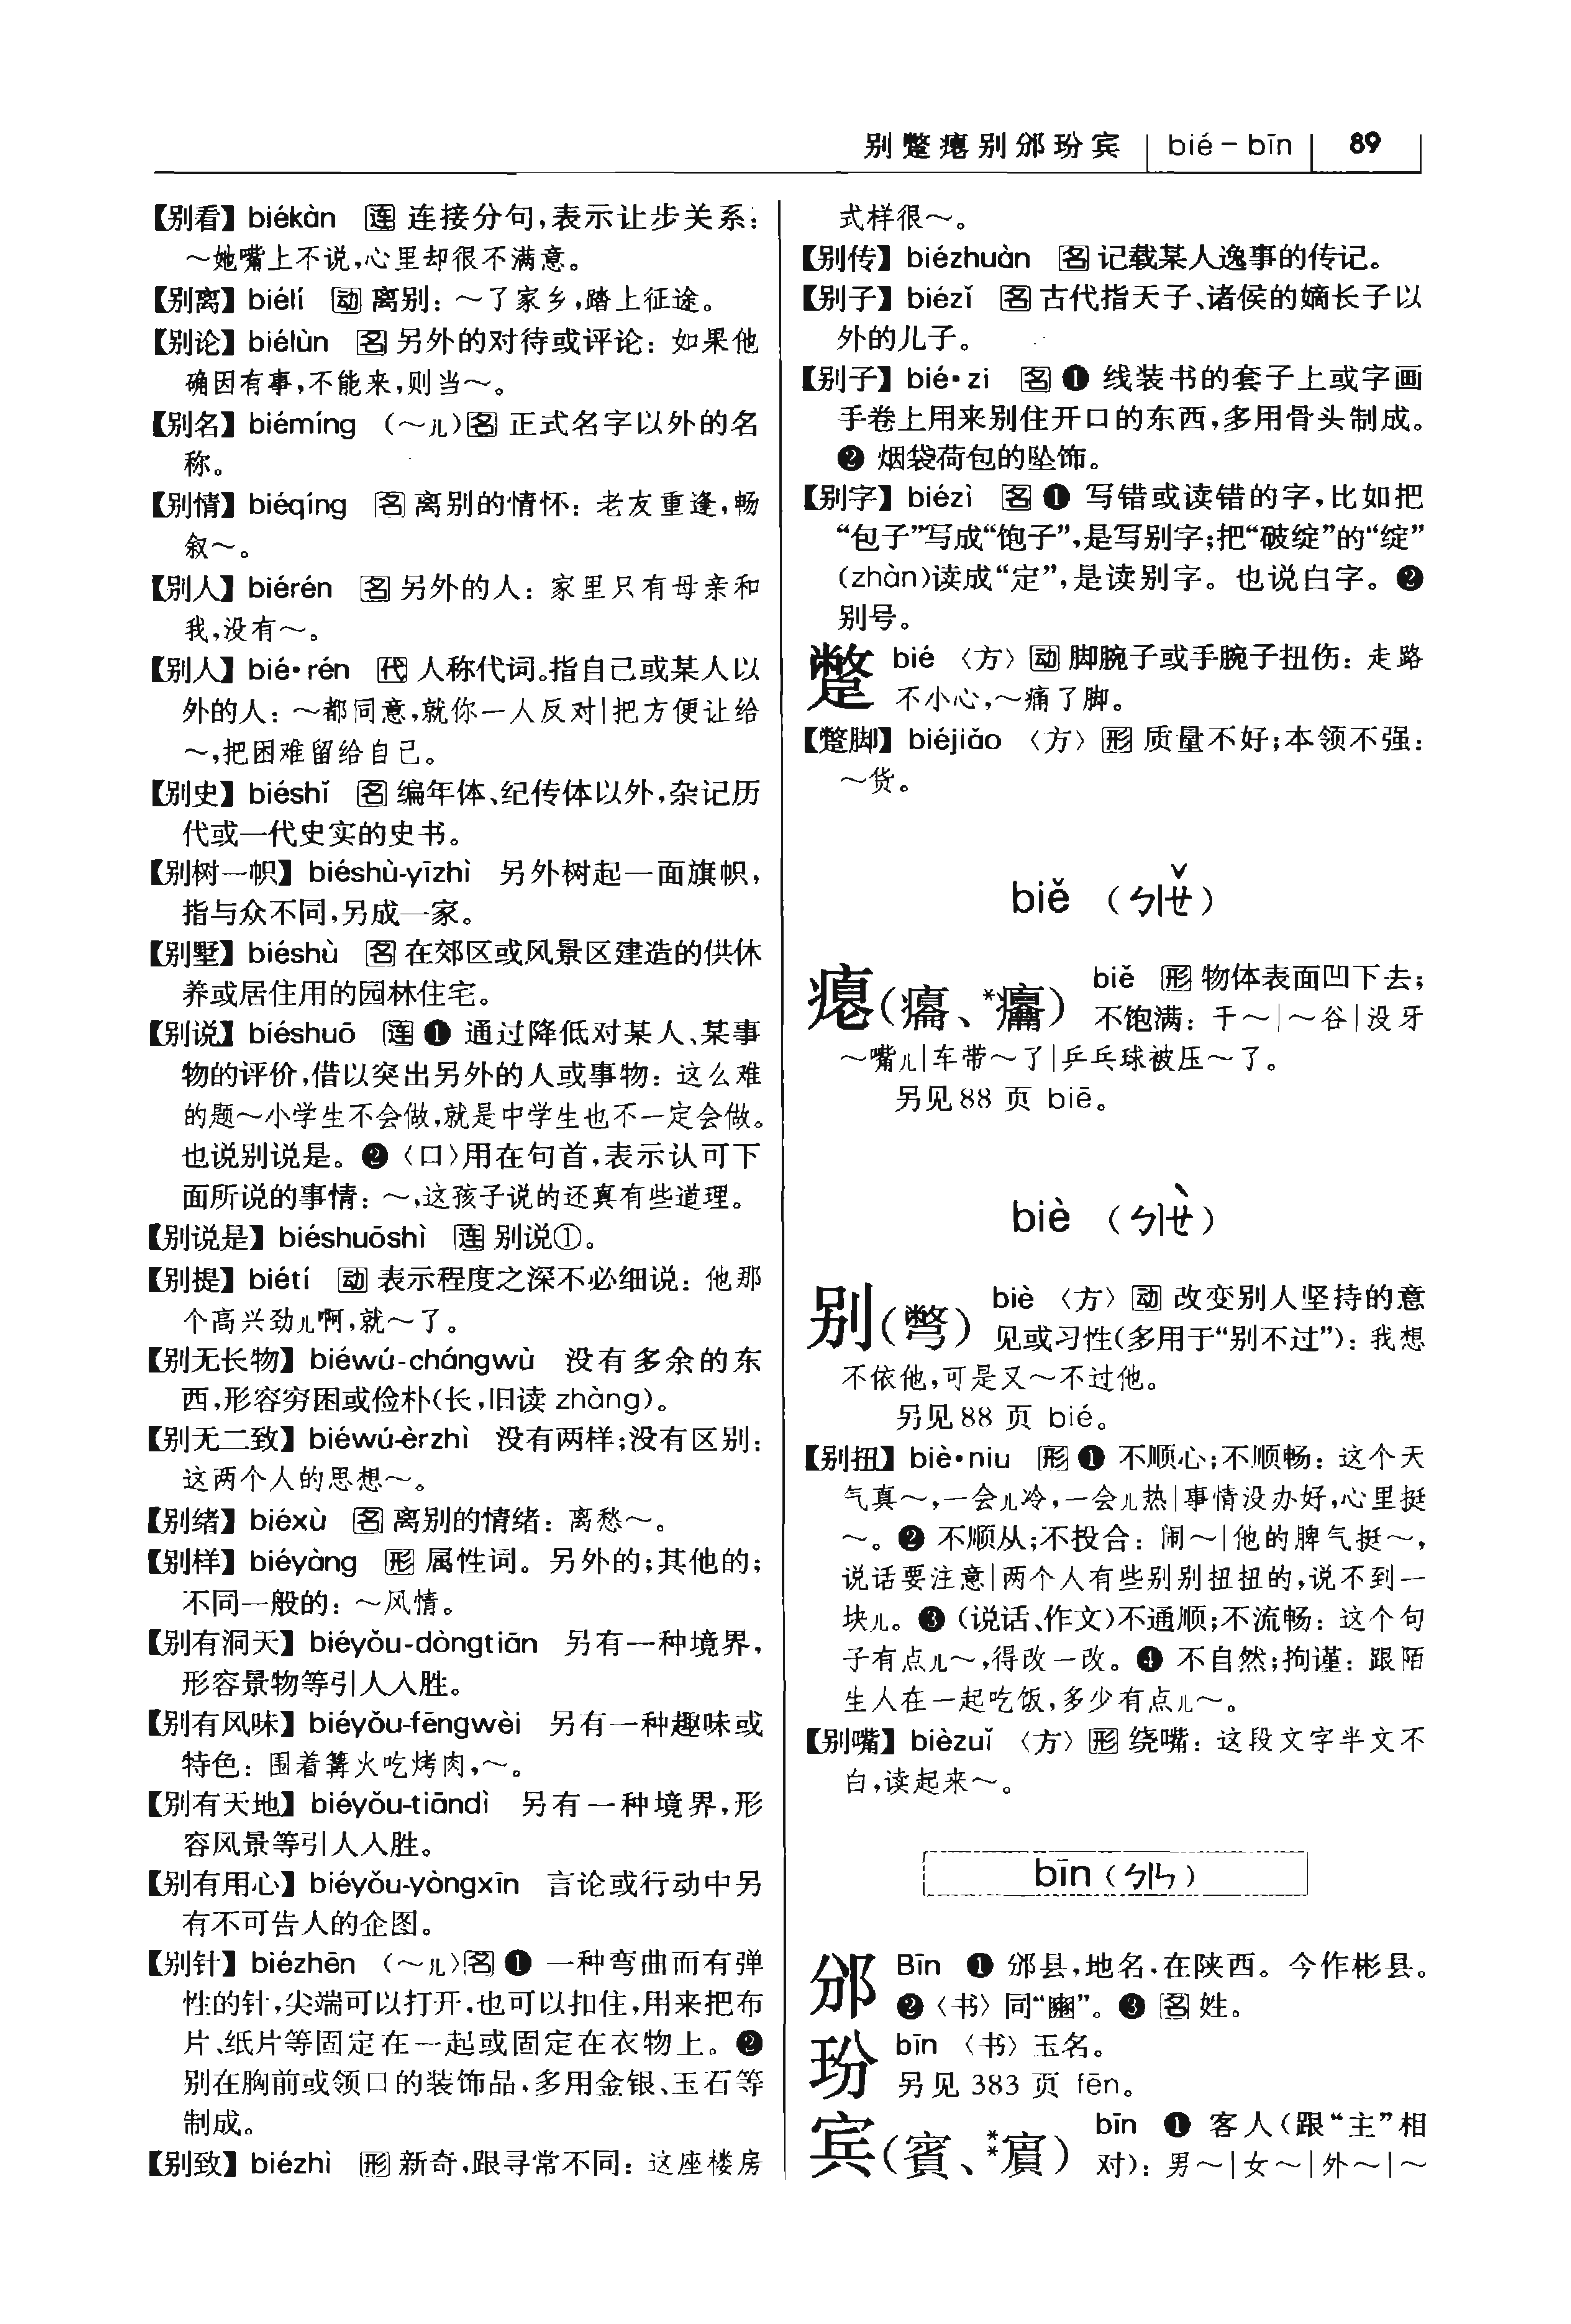 别蹩瘪别邠玢宾 bié－bīn 89
【别看】biékàn 连 连接分句，表示让步关系：
～她嘴上不说，心里却很不满意。
【别离】biélí 动 离别：～了家乡，踏上征途。
【别论】biélùn 名 另外的对待或评论：如果他
确因有事，不能来，则当～。
【别名】biémíng （～儿）名 正式名字以外的名
称。
【别情】biéqíng 名 离别的情怀：老友重逢，畅
叙～。
【别人】biérén 名 另外的人：家里只有母亲和
我，没有～。
【别人】bié·rén 代 人称代词。指自己或某人以
外的人：～都同意，就你一人反对|把方便让给
～，把困难留给自己。
【别史】biéshǐ 名 编年体、纪传体以外，杂记历
代或一代史实的史书。
【别树一帜】biéshù-yīzhì 另外树起一面旗帜，
指与众不同，另成一家。
【别墅】biéshù 名 在郊区或风景区建造的供休
养或居住用的园林住宅。
【别说】biéshuō 连 ❶ 通过降低对某人、某事
物的评价，借以突出另外的人或事物：这么难
的题～小学生不会做，就是中学生也不一定会做。
也说别说是。❷〈口〉用在句首，表示认可下
面所说的事情：～，这孩子说的还真有些道理。
【别说是】biéshuōshì 连 别说①。
【别提】biétí 动 表示程度之深不必细说：他那
个高兴劲儿啊，就～了。
【别无长物】biéwú-chángwù 没有多余的东
西，形容穷困或俭朴（长，旧读 zhàng）。
【别无二致】biéwú-èrzhì 没有两样；没有区别：
这两个人的思想～。
【别绪】biéxù 名 离别的情绪：离愁～。
【别样】biéyàng 形 属性词。另外的；其他的；
不同一般的：～风情。
【别有洞天】biéyǒu-dòngtiān 另有一种境界，
形容景物等引人入胜。
【别有风味】biéyǒu-fēngwèi 另有一种趣味或
特色：围着篝火吃烤肉，～。
【别有天地】biéyǒu-tiāndì 另有一种境界，形
容风景等引人入胜。
【别有用心】biéyǒu-yòngxīn 言论或行动中另
有不可告人的企图。
【别针】biézhēn （～儿）名 ❶ 一种弯曲而有弹
性的针，尖端可以打开，也可以扣住，用来把布
片、纸片等固定在一起或固定在衣物上。❷
别在胸前或领口的装饰品，多用金银、玉石等
制成。
【别致】biézhì 形 新奇，跟寻常不同：这座楼房
式样很～。
【别传】biézhuàn 名 记载某人逸事的传记。
【别子】biézǐ 名 古代指天子、诸侯的嫡长子以
外的儿子。
【别子】bié·zi 名 ❶ 线装书的套子上或字画
手卷上用来别住开口的东西，多用骨头制成。
❷ 烟袋荷包的坠饰。
【别字】biézì 名 ❶ 写错或读错的字，比如把
“包子”写成“饱子”，是写别字；把“破绽”的“绽”
（zhàn）读成“定”，是读别字。也说白字。❷
别号。
蹩 bié 〈方〉动 脚腕子或手腕子扭伤：走路
不小心，～痛了脚。
【蹩脚】biéjiǎo 〈方〉形 质量不好；本领不强：
～货。
biě （ㄅㄧㄝˇ）
瘪（癟、*癟） biě 形 物体表面凹下去；
不饱满：干～|～谷|没牙
～嘴儿|车带～了|乒乓球被压～了。
另见 88 页 biē。
biè （ㄅㄧㄝˋ）
别（彆） biè 〈方〉动 改变别人坚持的意
见或习性（多用于“别不过”）：我想
不依他，可是又～不过他。
另见 88 页 bié。
【别扭】biè·niu 形 ❶ 不顺心；不顺畅：这个天
气真～，一会儿冷，一会儿热|事情没办好，心里挺
～。❷ 不顺从；不投合：闹～|他的脾气挺～，
说话要注意|两个人有些别别扭扭的，说不到一
块儿。❸（说话、作文）不通顺；不流畅：这个句
子有点儿～，得改一改。❹ 不自然；拘谨：跟陌
生人在一起吃饭，多少有点儿～。
【别嘴】bièzuǐ 〈方〉形 绕嘴：这段文字半文不
白，读起来～。
bīn（ㄅㄧㄣ）
邠 Bīn ❶ 邠县，地名，在陕西。今作彬县。
❷〈书〉同“豳”。❸ 名 姓。
玢 bīn 〈书〉玉名。
另见 383 页 fēn。
宾（賓、**賔） bīn ❶ 客人（跟“主”相
对）：男～|女～|外～|～